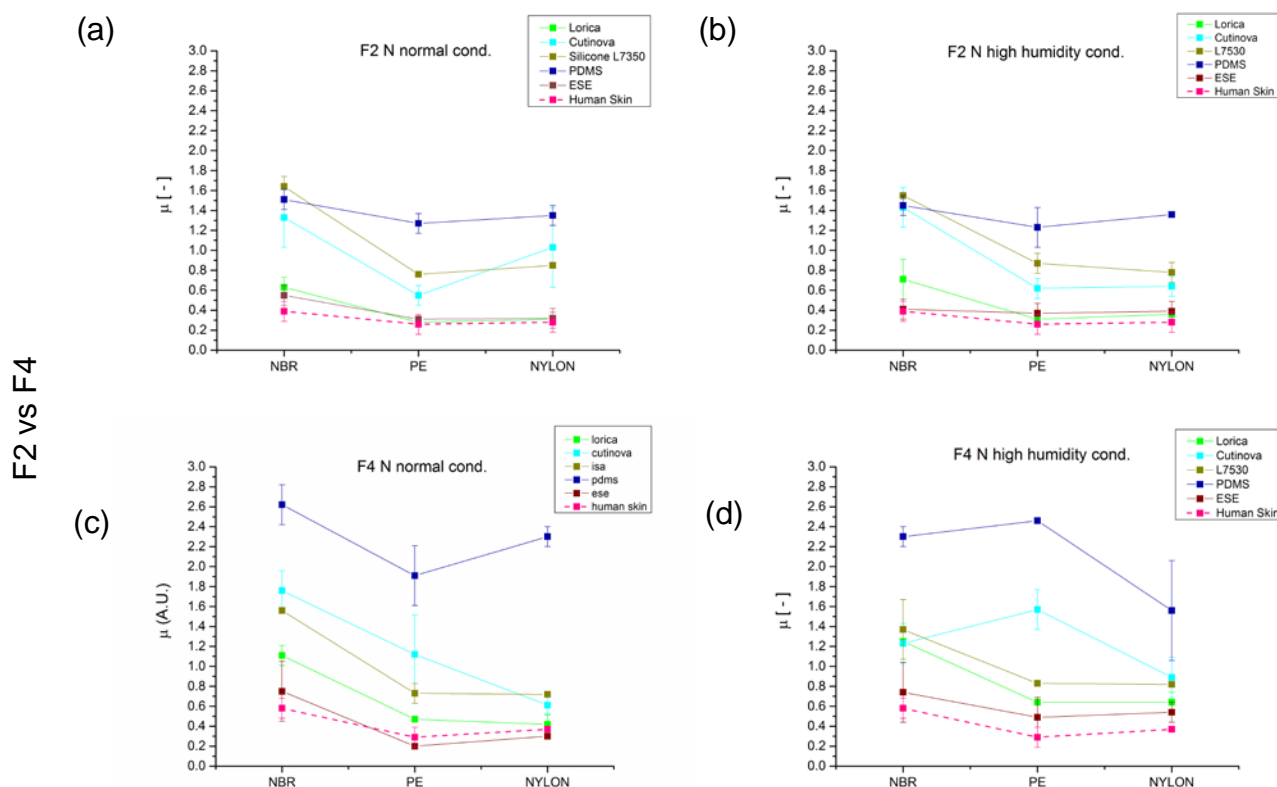 (a)
F2 N normal cond.
Lorica
Cutinova
Silicone L7350
PDMS
ESE
Human Skin
3.0
2.8
2.6
2.4
2.2
2.0
1.8
1.6
1.4
1.2
1.0
0.8
0.6
0.4
0.2
0.0
μ [ - ]
NBR
PE
NYLON
(b)
F2 N high humidity cond.
Lorica
Cutinova
L7530
PDMS
ESE
Human Skin
3.0
2.8
2.6
2.4
2.2
2.0
1.8
1.6
1.4
1.2
1.0
0.8
0.6
0.4
0.2
0.0
μ [ - ]
NBR
PE
NYLON
F2 vs F4
(c)
F4 N normal cond.
lorica
cutinova
isa
pdms
ese
human skin
3.0
2.8
2.6
2.4
2.2
2.0
1.8
1.6
1.4
1.2
1.0
0.8
0.6
0.4
0.2
0.0
μ (A.U.)
NBR
PE
NYLON
(d)
F4 N high humidity cond.
Lorica
Cutinova
L7530
PDMS
ESE
Human Skin
3.0
2.8
2.6
2.4
2.2
2.0
1.8
1.6
1.4
1.2
1.0
0.8
0.6
0.4
0.2
0.0
μ [ - ]
NBR
PE
NYLON